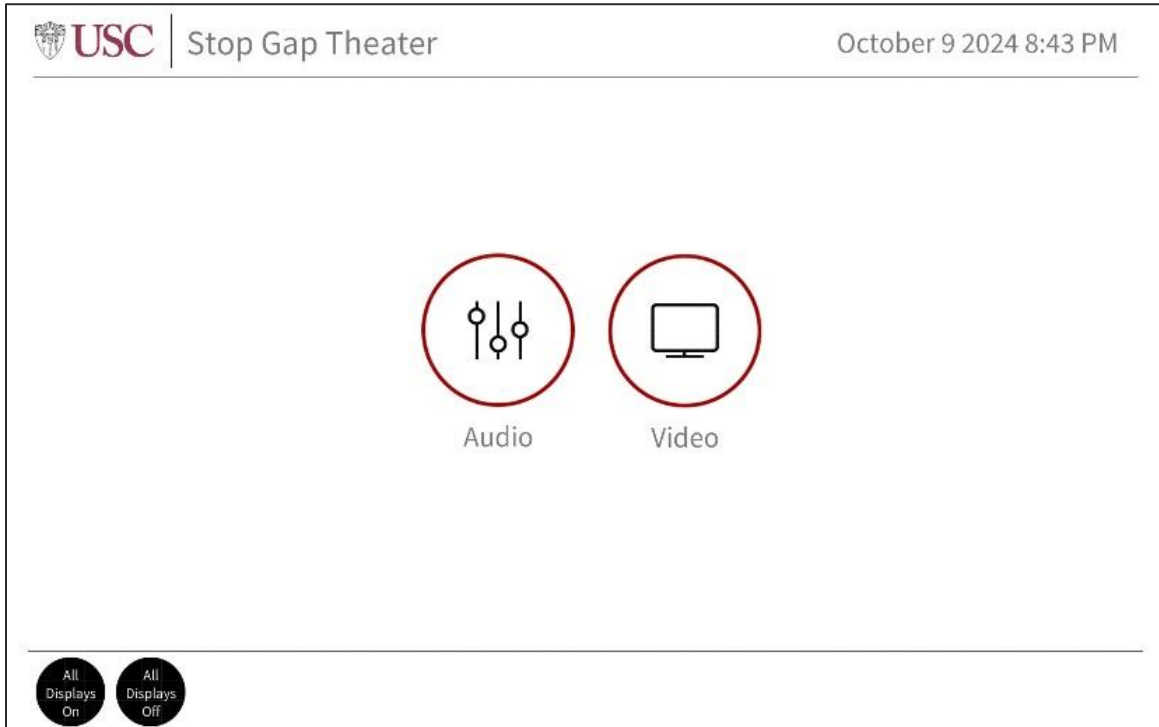 USC
Stop Gap Theater
October 9 2024 8:43 PM
Audio
Video
All
Displays
On
All
Displays
Off